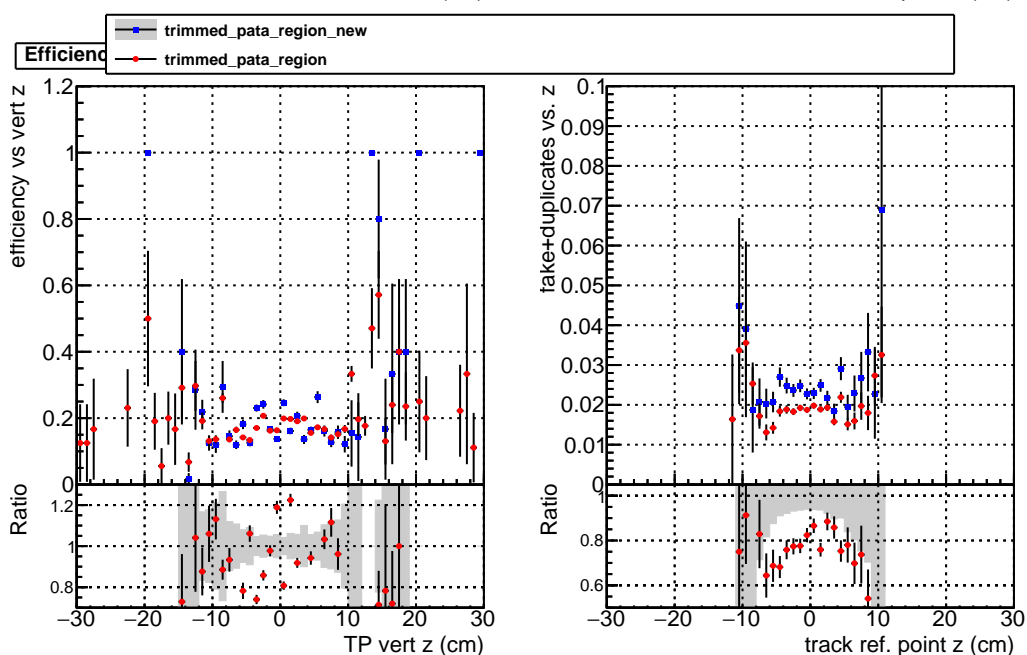 trimmed_pata_region_new
trimmed_pata_region
efficiency vs vert z
1.2
1
0.8
0.6
0.4
0.2
0
Ratio
1.2
1
0.8
−30 −20 −10 0 10 20 30
TP vert z (cm)
fake+duplicates vs. z
0.1
0.09
0.08
0.07
0.06
0.05
0.04
0.03
0.02
0.01
0
Ratio
1
0.8
0.6
−30 −20 −10 0 10 20 30
track ref. point z (cm)